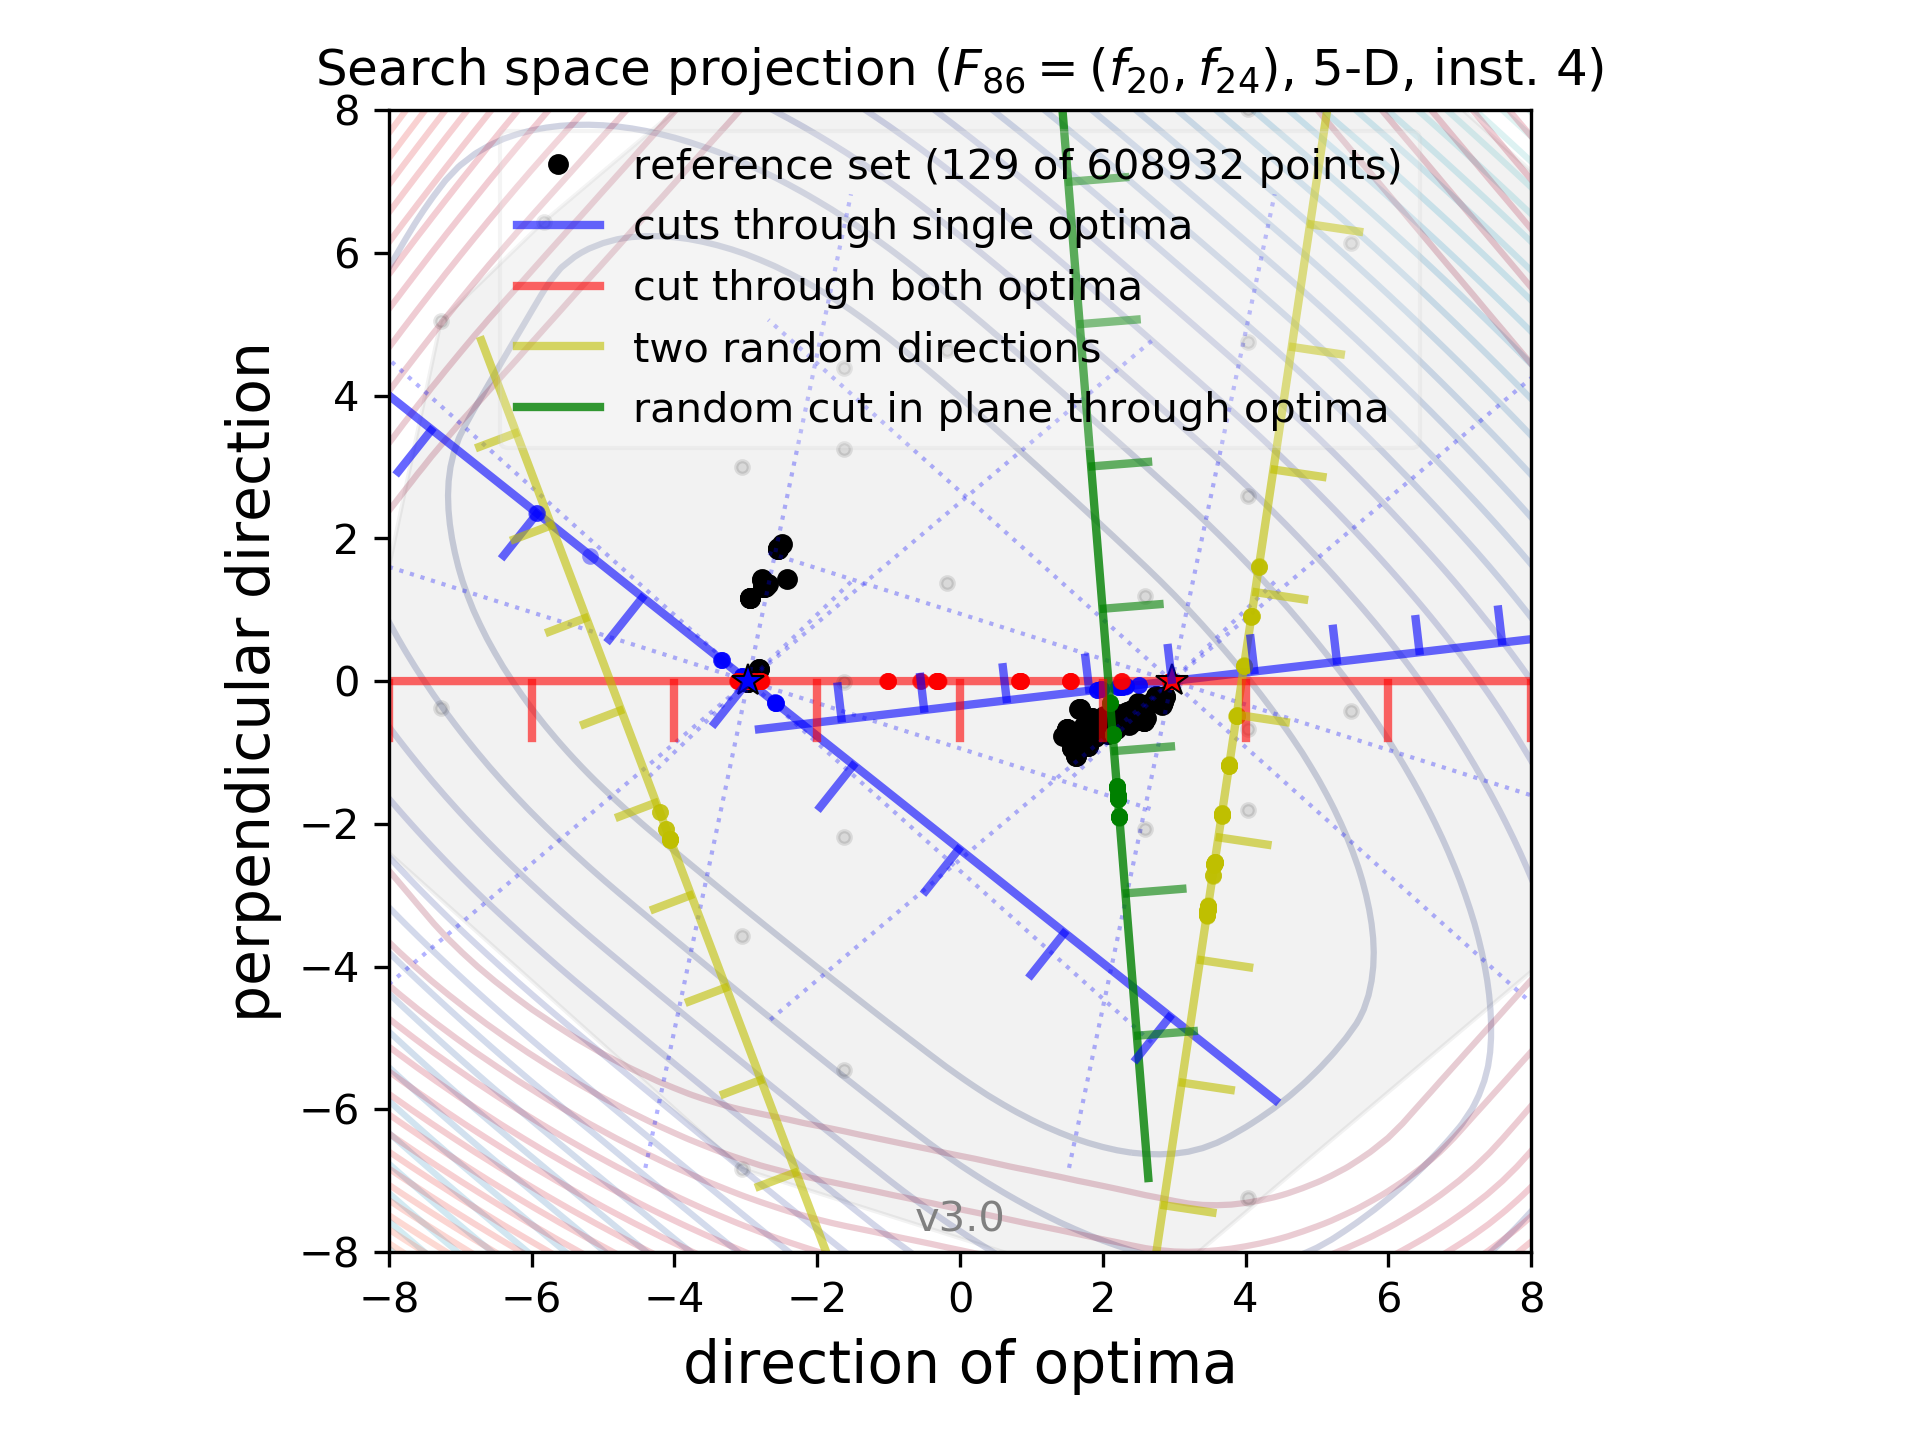 Search space projection (F₈₆ = (f₂₀, f₂₄), 5-D, inst. 4)
reference set (129 of 608932 points)
cuts through single optima
cut through both optima
two random directions
random cut in plane through optima
perpendicular direction
8
6
4
2
0
−2
−4
−6
−8
v3.0
−8 −6 −4 −2 0 2 4 6 8
direction of optima